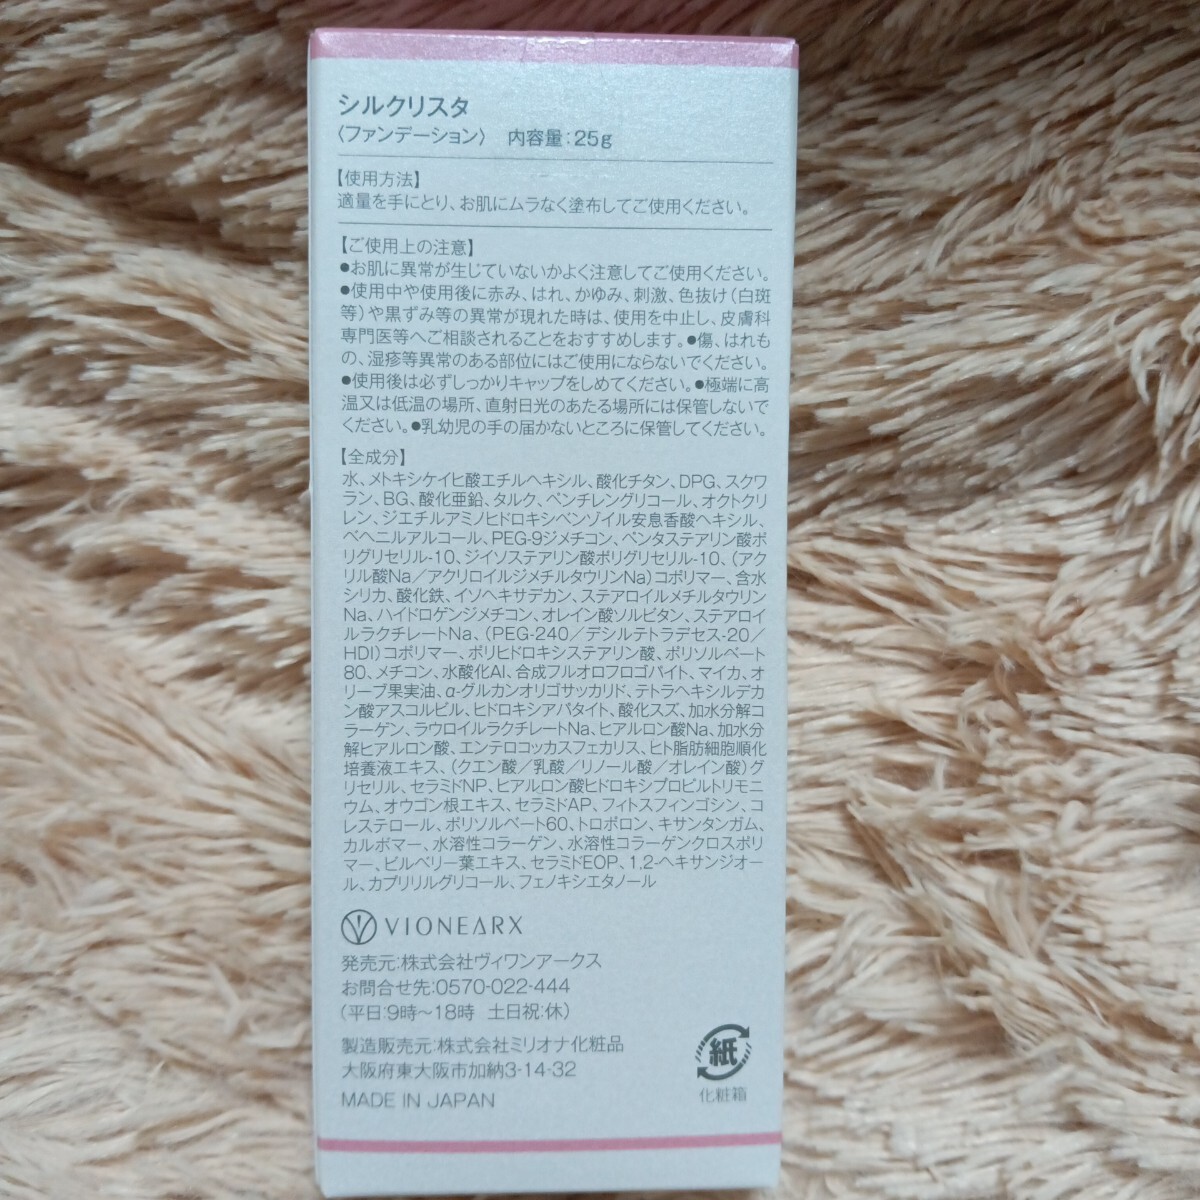 シルクリスタ
〈ファンデーション〉 内容量:25g
【使用方法】
適量を手にとり、お肌にムラなく塗布してご使用ください。
【ご使用上の注意】
●お肌に異常が生じていないかよく注意してご使用ください。
●使用中や使用後に赤み、はれ、かゆみ、刺激、色抜け(白斑
等)や黒ずみ等の異常が現れた時は、使用を中止し、皮膚科
専門医等へご相談されることをおすすめします。●傷、はれも
の、湿疹等異常のある部位にはご使用にならないでください。
●使用後は必ずしっかりキャップをしめてください。●極端に高
温又は低温の場所、直射日光のあたる場所には保管しないで
ください。●乳幼児の手の届かないところに保管してください。
【全成分】
水、メトキシケイヒ酸エチルヘキシル、酸化チタン、DPG、スクワ
ラン、BG、酸化亜鉛、タルク、ペンチレングリコール、オクトクリ
レン、ジエチルアミノヒドロキシベンゾイル安息香酸ヘキシル、
ベヘニルアルコール、PEG-9ジメチコン、ペンタステアリン酸ポ
リグリセリル-10、ジイソステアリン酸ポリグリセリル-10、(アク
リル酸Na/アクリロイルジメチルタウリンNa)コポリマー、含水
シリカ、酸化鉄、イソヘキサデカン、ステアロイルメチルタウリン
Na、ハイドロゲンジメチコン、オレイン酸ソルビタン、ステアロイ
ルラクチレートNa、(PEG-240/デシルテトラデセス-20/
HDI)コポリマー、ポリヒドロキシステアリン酸、ポリソルベート
80、メチコン、水酸化Al、合成フルオロフロゴパイト、マイカ、オ
リーブ果実油、α-グルカンオリゴサッカリド、テトラヘキシルデカ
ン酸アスコルビル、ヒドロキシアパタイト、酸化スズ、加水分解コ
ラーゲン、ラウロイルラクチレートNa、ヒアルロン酸Na、加水分
解ヒアルロン酸、エンテロコッカスフェカリス、ヒト脂肪細胞順化
培養液エキス、(クエン酸/乳酸/リノール酸/オレイン酸)グ
リセリル、セラミドNP、ヒアルロン酸ヒドロキシプロピルトリモニ
ウム、オウゴン根エキス、セラミドAP、フィトスフィンゴシン、コ
レステロール、ポリソルベート60、トロポロン、キサンタンガム、
カルボマー、水溶性コラーゲン、水溶性コラーゲンクロスポリ
マー、ビルベリー葉エキス、セラミドEOP、1,2-ヘキサンジオー
ル、カプリリルグリコール、フェノキシエタノール
VIONEARX
発売元:株式会社ヴィワンアークス
お問合せ先:0570-022-444
(平日:9時〜18時 土日祝:休)
製造販売元:株式会社ミリオナ化粧品
大阪府東大阪市加納3-14-32
MADE IN JAPAN
紙
化粧箱